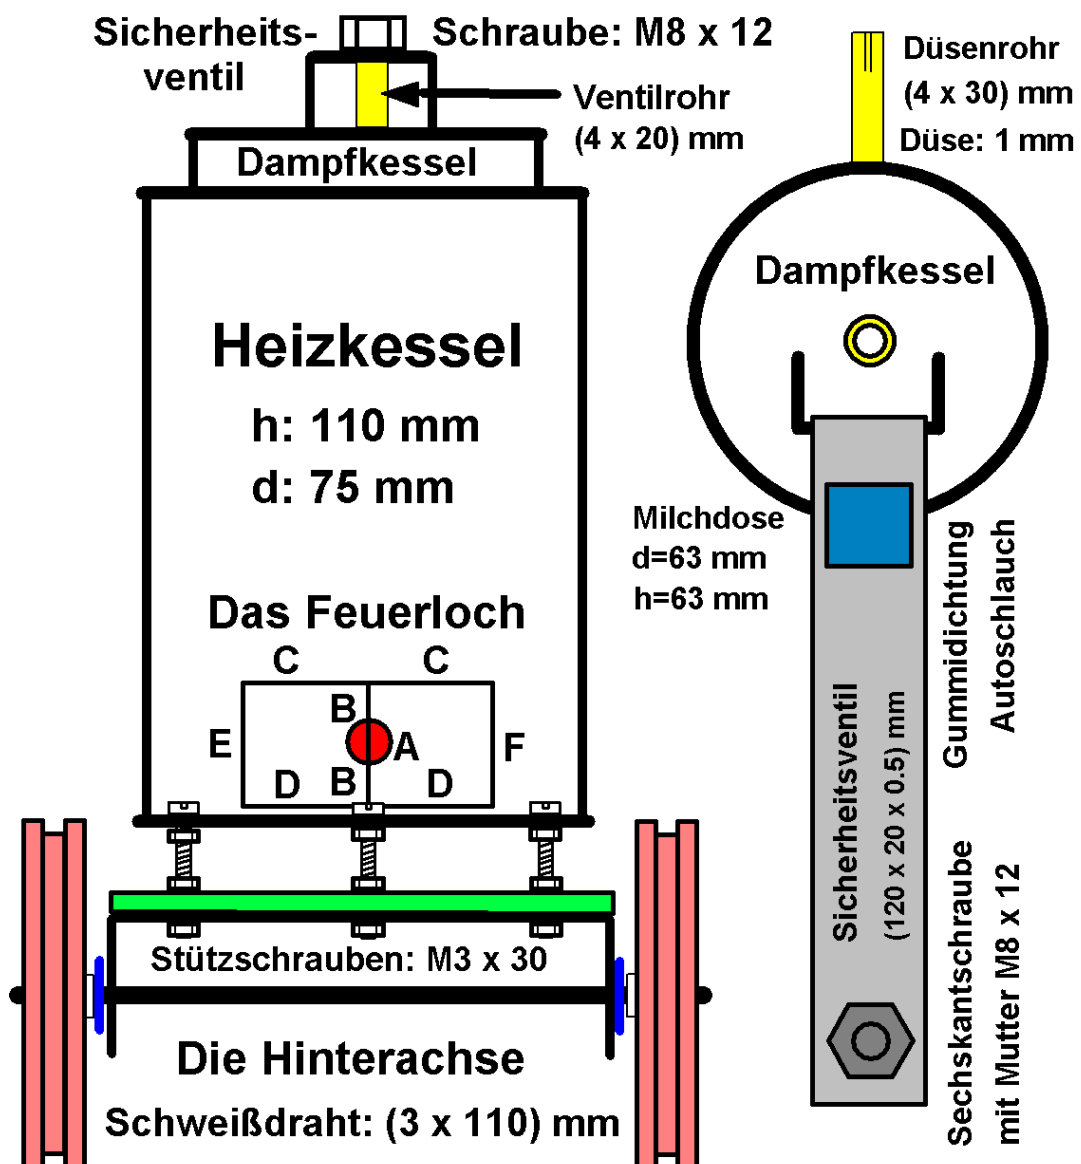 Sicherheits-
ventil
Schraube: M8 x 12
Ventilrohr
(4 x 20) mm
Dampfkessel
Heizkessel
h: 110 mm
d: 75 mm
Das Feuerloch
C C
B
E A F
D B D
Stützschrauben: M3 x 30
Die Hinterachse
Schweißdraht: (3 x 110) mm
Düsenrohr
(4 x 30) mm
Düse: 1 mm
Dampfkessel
Milchdose
d=63 mm
h=63 mm
Gummidichtung
Autoschlauch
Sicherheitsventil
(120 x 20 x 0.5) mm
Sechskantschraube
mit Mutter M8 x 12